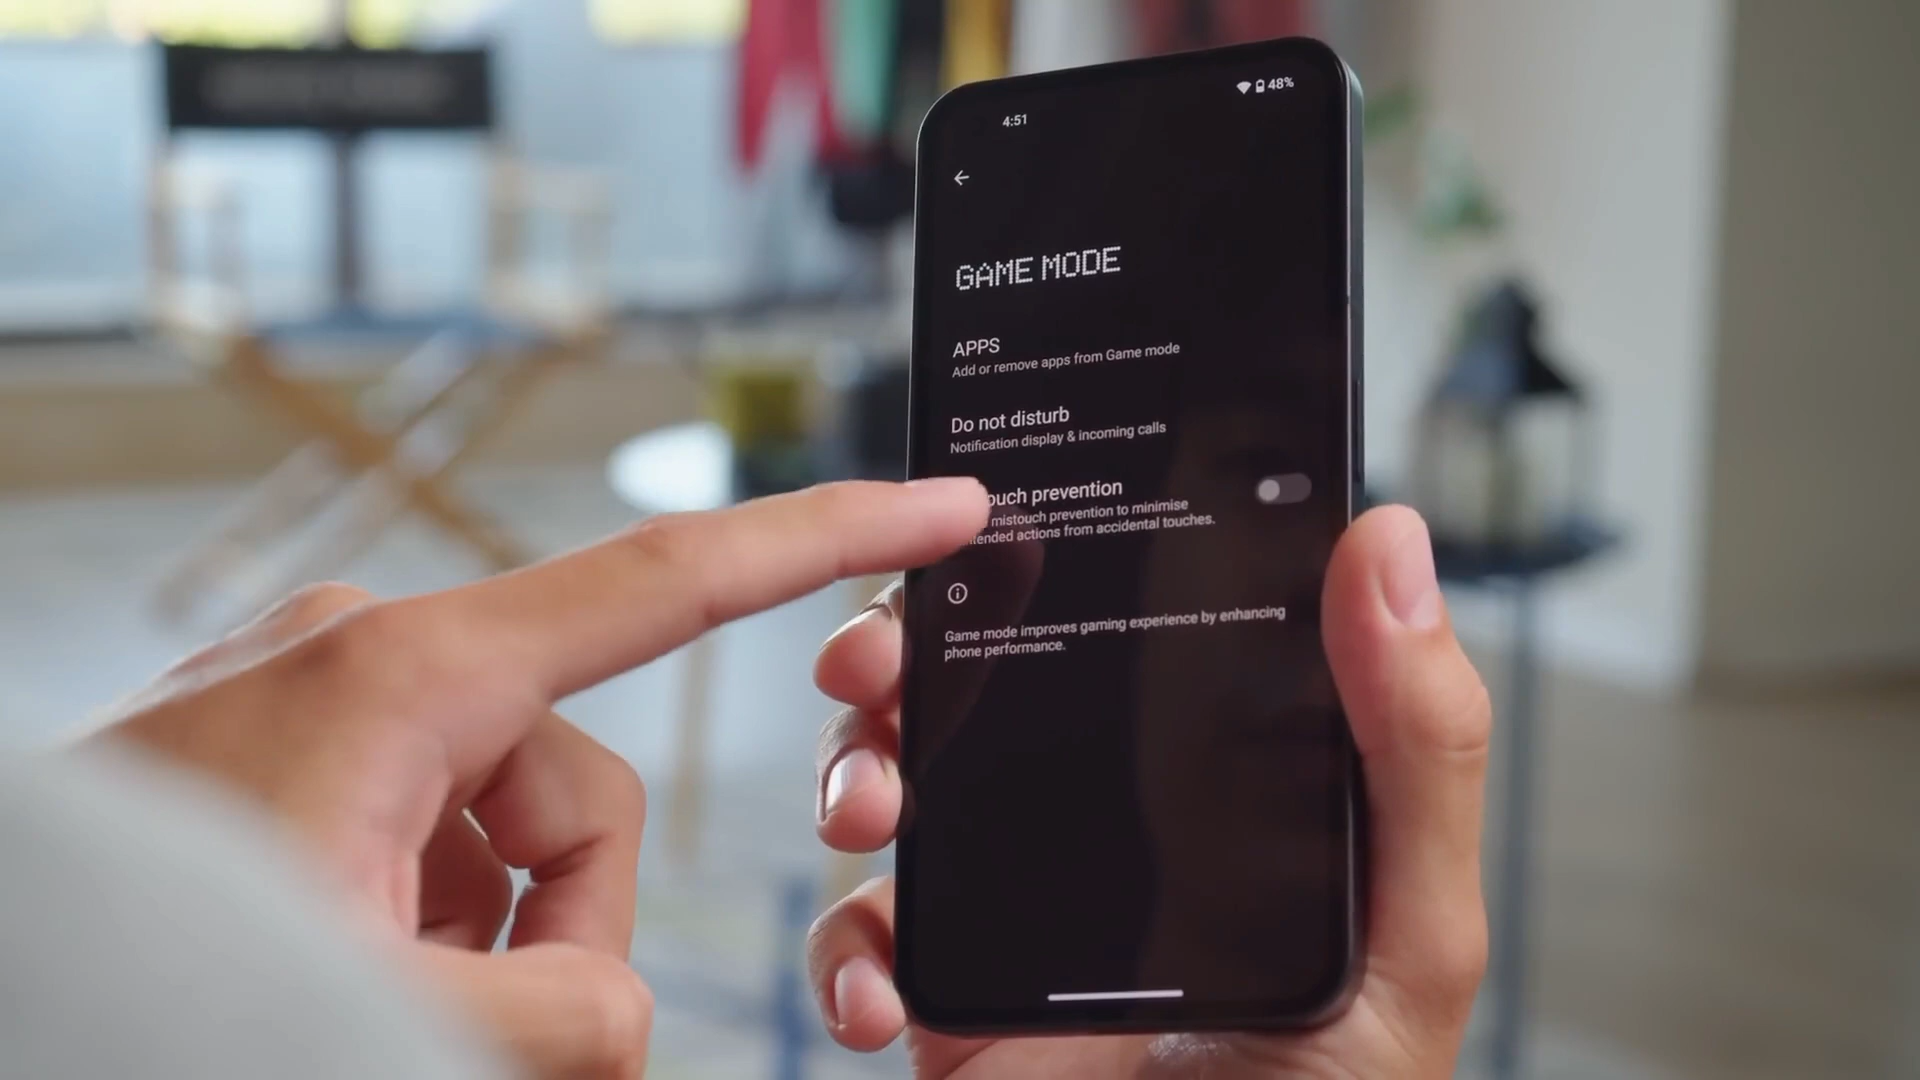 4:51
48%
GAME MODE
APPS
Add or remove apps from Game mode
Do not disturb
Notification display & incoming calls
ouch prevention
mistouch prevention to minimise
ntended actions from accidental touches.
Game mode improves gaming experience by enhancing
phone performance.